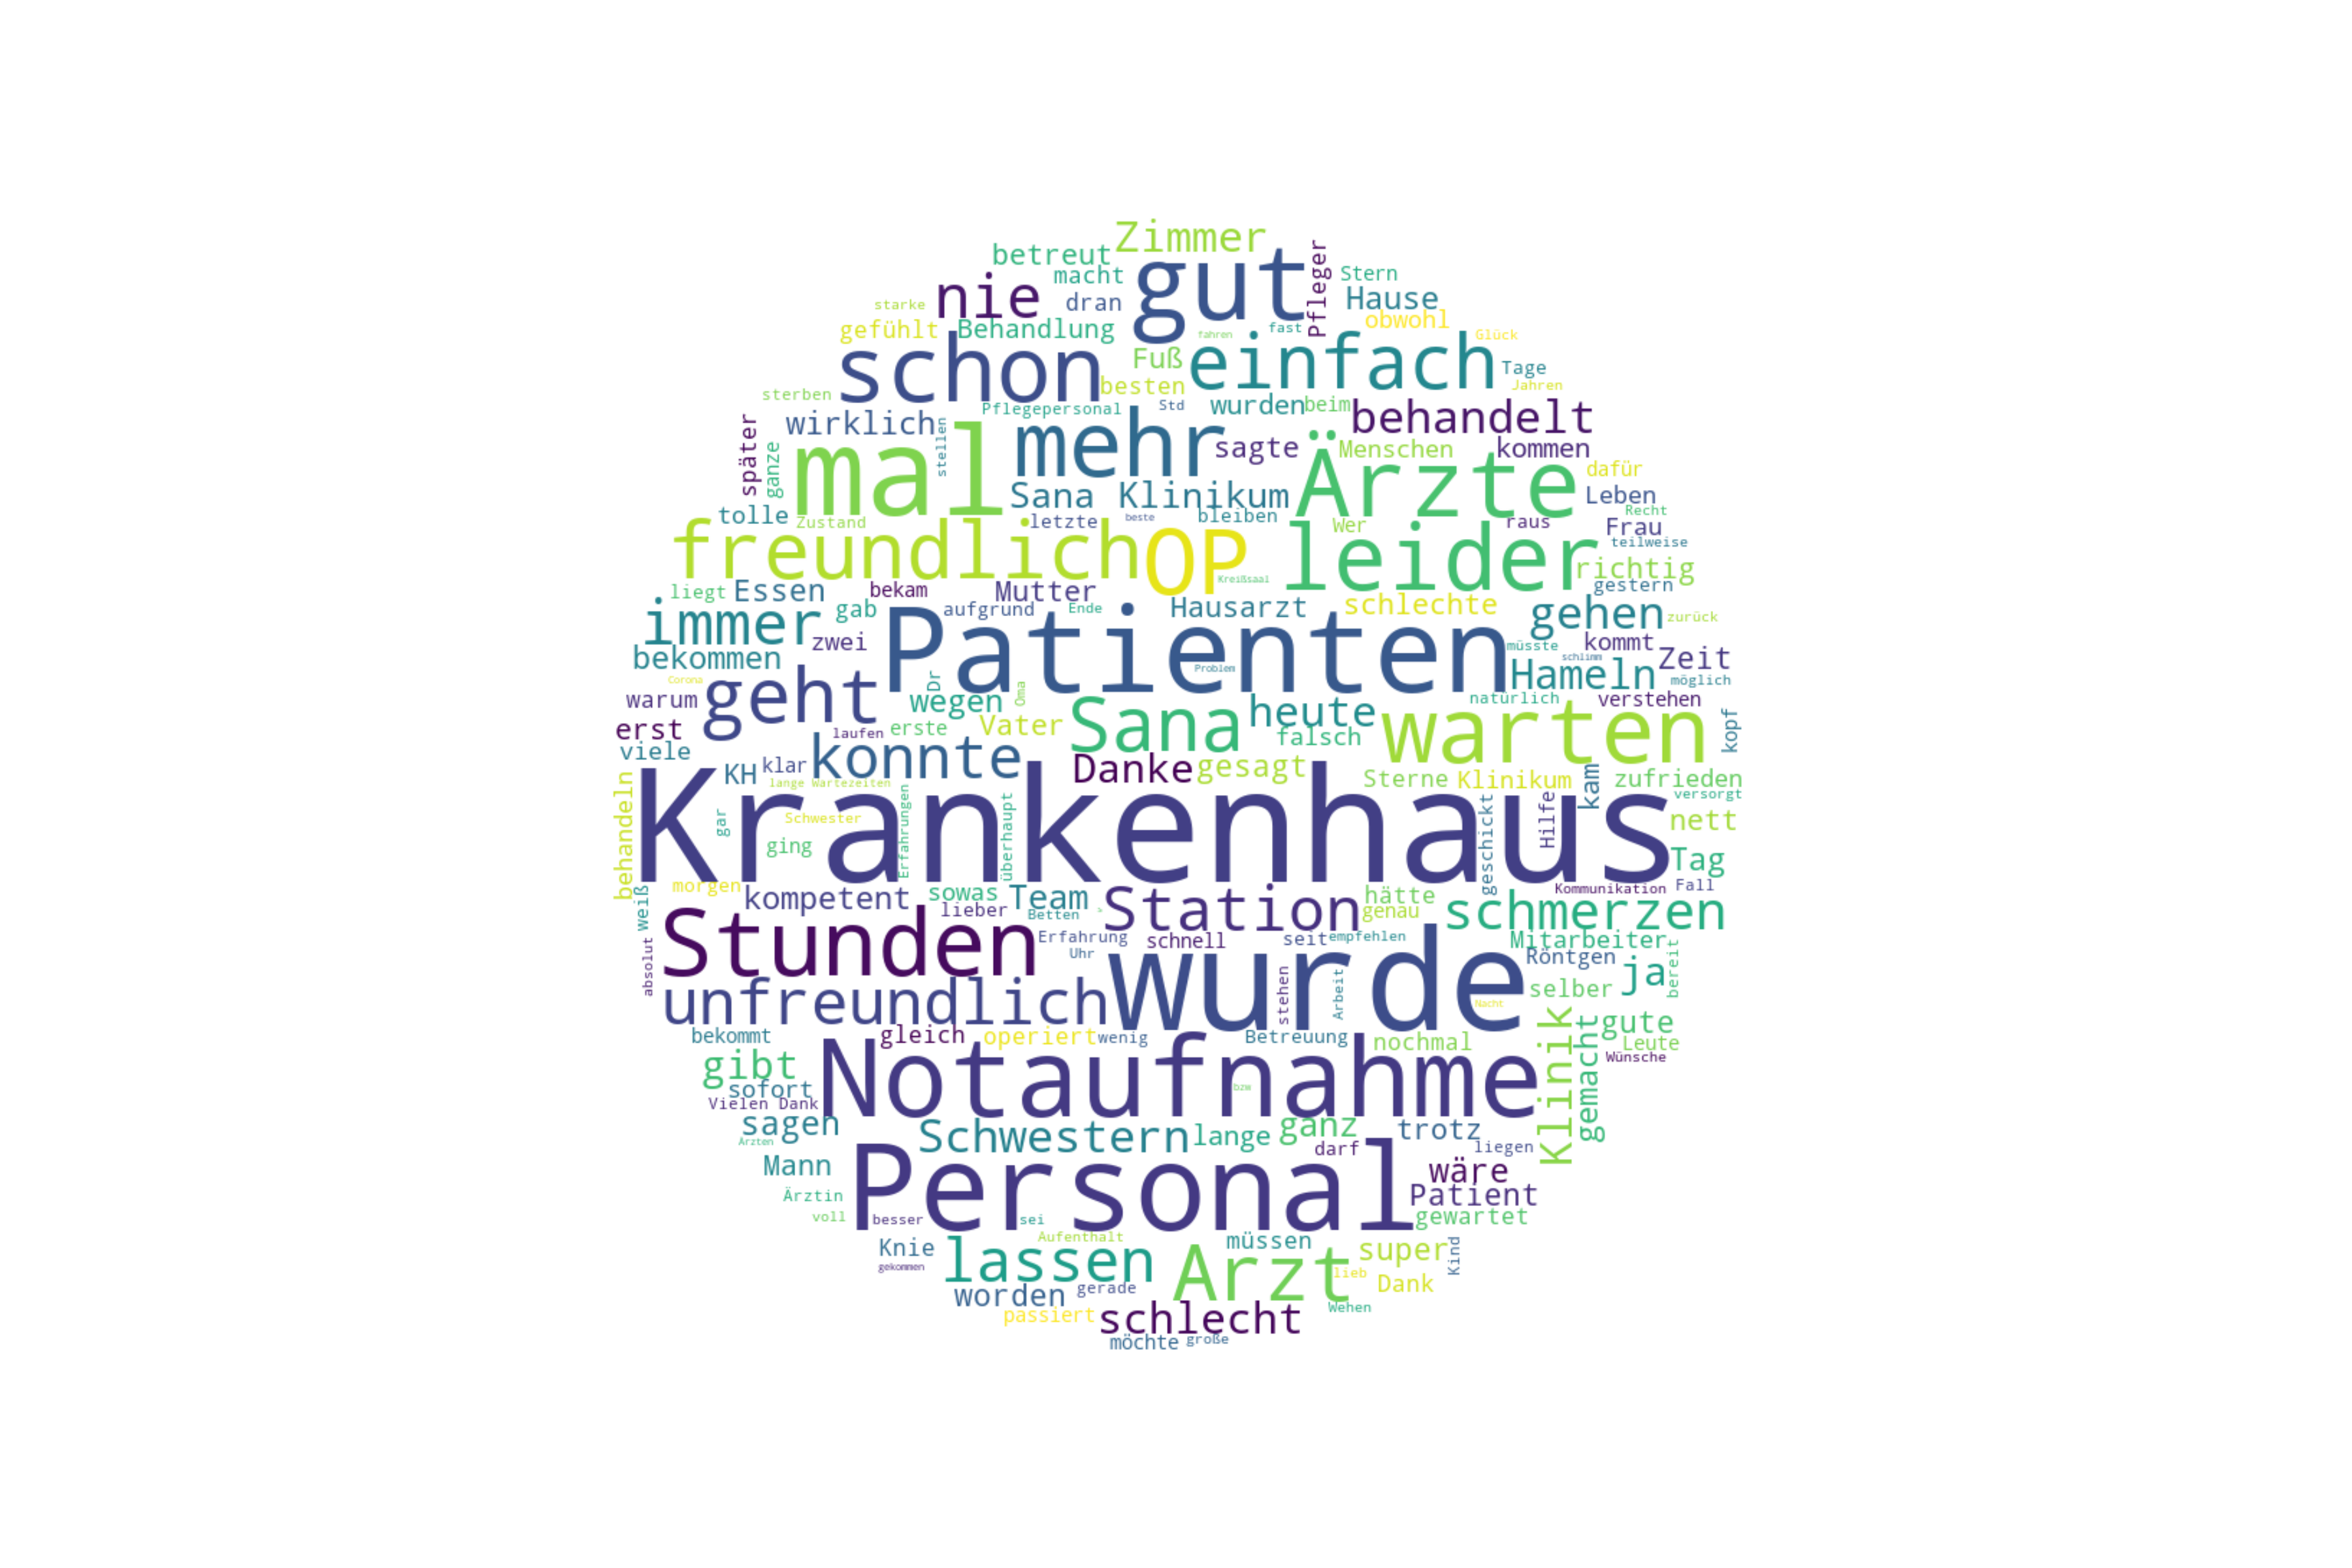 Zimmer
betreut
gut
Pfleger
macht
Stern
nie
dran
Hause
starke
obwohl
gefühlt
Behandlung
fahren
fast
Glück
schon
Fuß
einfach
Tage
besten
Jahren
sterben
Pflegepersonal
Std
wurden
beim
behandelt
wirklich
mehr
stellen
später
ganze
mal
sagte
Menschen
kommen
Ärzte
dafür
Sana Klinikum
Leben
tolle
Zustand
letzte
beste
bleiben
Wer
raus
Recht
Frau
freundlich
OP
leider
teilweise
Kreißsaal
richtig
liegt
Essen
bekam
Mutter
gestern
immer
gab
aufgrund
Ende
Hausarzt
schlechte
gehen
zurück
Patienten
zwei
müsste
kommt
bekommen
Problem
schlimm
Zeit
Corona
geht
Dr
Oma
Hameln
möglich
warum
wegen
Sana
heute
natürlich
verstehen
erst
laufen
erste
Vater
falsch
warten
kopf
viele
konnte
KH
klar
Danke
gesagt
Sterne
Klinikum
kam
zufrieden
lange Wartezeiten
behandeln
Krankenhaus
versorgt
gar
Schwester
Erfahrungen
überhaupt
geschickt
Hilfe
nett
ging
Tag
weiß
morgen
kompetent
sowas
Team
Station
hätte
Kommunikation
Fall
lieber
Betten
genau
schmerzen
Stunden
absolut
Erfahrung
schnell
seit
empfehlen
Mitarbeiter
Uhr
wurde
Röntgen
ja
bereit
unfreundlich
stehen
Arbeit
Nacht
selber
bekommt
gleich
operiert
wenig
Betreuung
nochmal
Klinik
gemacht
gute
Leute
Wünsche
gibt
Notaufnahme
sofort
bzw
Vielen Dank
sagen
Schwestern
lange
ganz
trotz
Ärzten
darf
liegen
Mann
Personal
wäre
Ärztin
Patient
voll
besser
sei
gewartet
Knie
Aufenthalt
müssen
super
Kind
gekommen
lassen
Arzt
lieb
Dank
worden
gerade
passiert
schlecht
Wehen
möchte
große